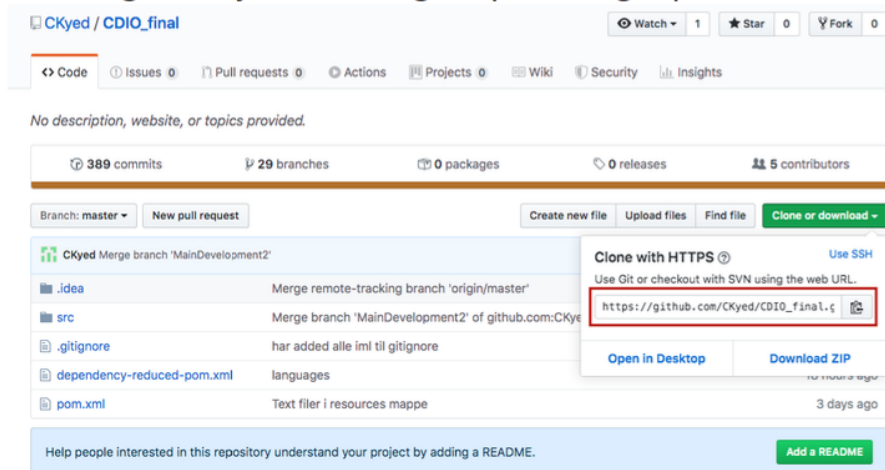 CKyed / CDIO_final
Watch 1 Star 0 Fork 0
Code Issues 0 Pull requests 0 Actions Projects 0 Wiki Security Insights
No description, website, or topics provided.
389 commits 29 branches 0 packages 0 releases 5 contributors
Branch: master New pull request Create new file Upload files Find file Clone or download
CKyed Merge branch 'MainDevelopment2'
Clone with HTTPS Use SSH
Use Git or checkout with SVN using the web URL.
https://github.com/CKyed/CDIO_final.g
Open in Desktop Download ZIP
.idea Merge remote-tracking branch 'origin/master'
src Merge branch 'MainDevelopment2' of github.com:CKye
.gitignore har added alle iml til gitignore
dependency-reduced-pom.xml languages
pom.xml Text filer i resources mappe 3 days ago
Help people interested in this repository understand your project by adding a README. Add a README